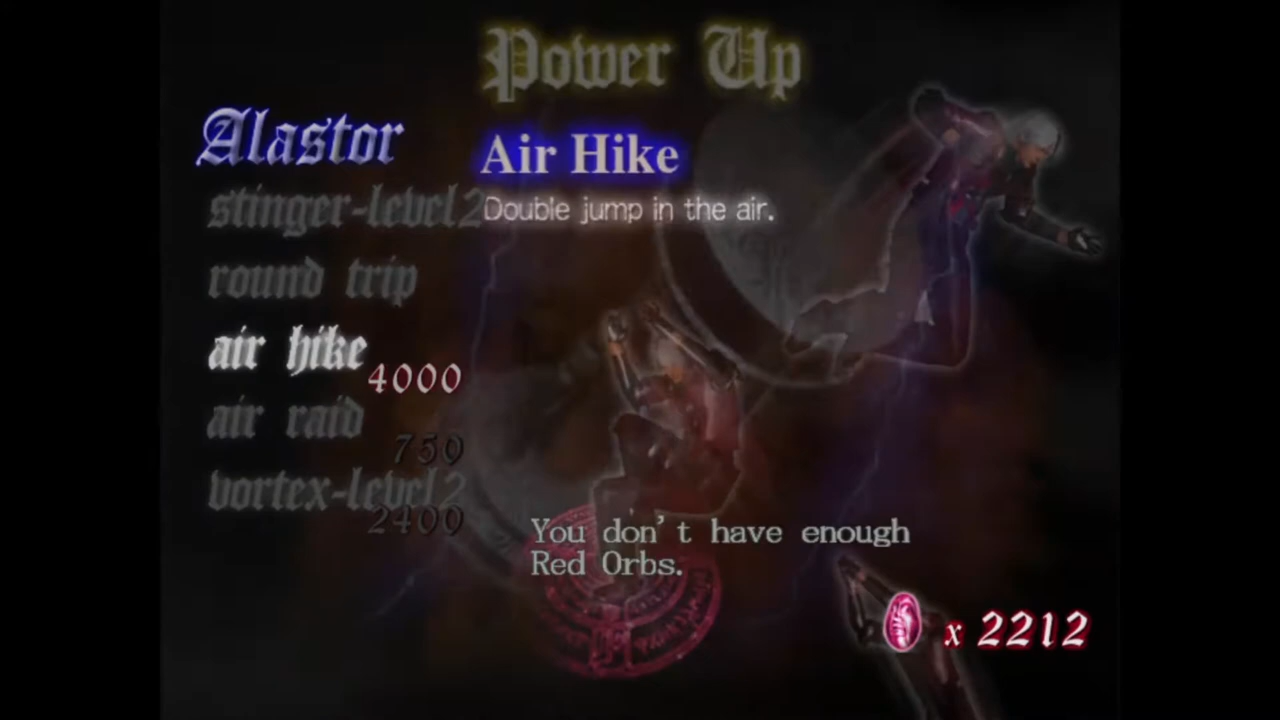 Power Up
Alastor
stinger-level2
round trip
air hike
4000
air raid
750
vortex-level2
2400
Air Hike
Double jump in the air.
You don't have enough
Red Orbs.
x 2212